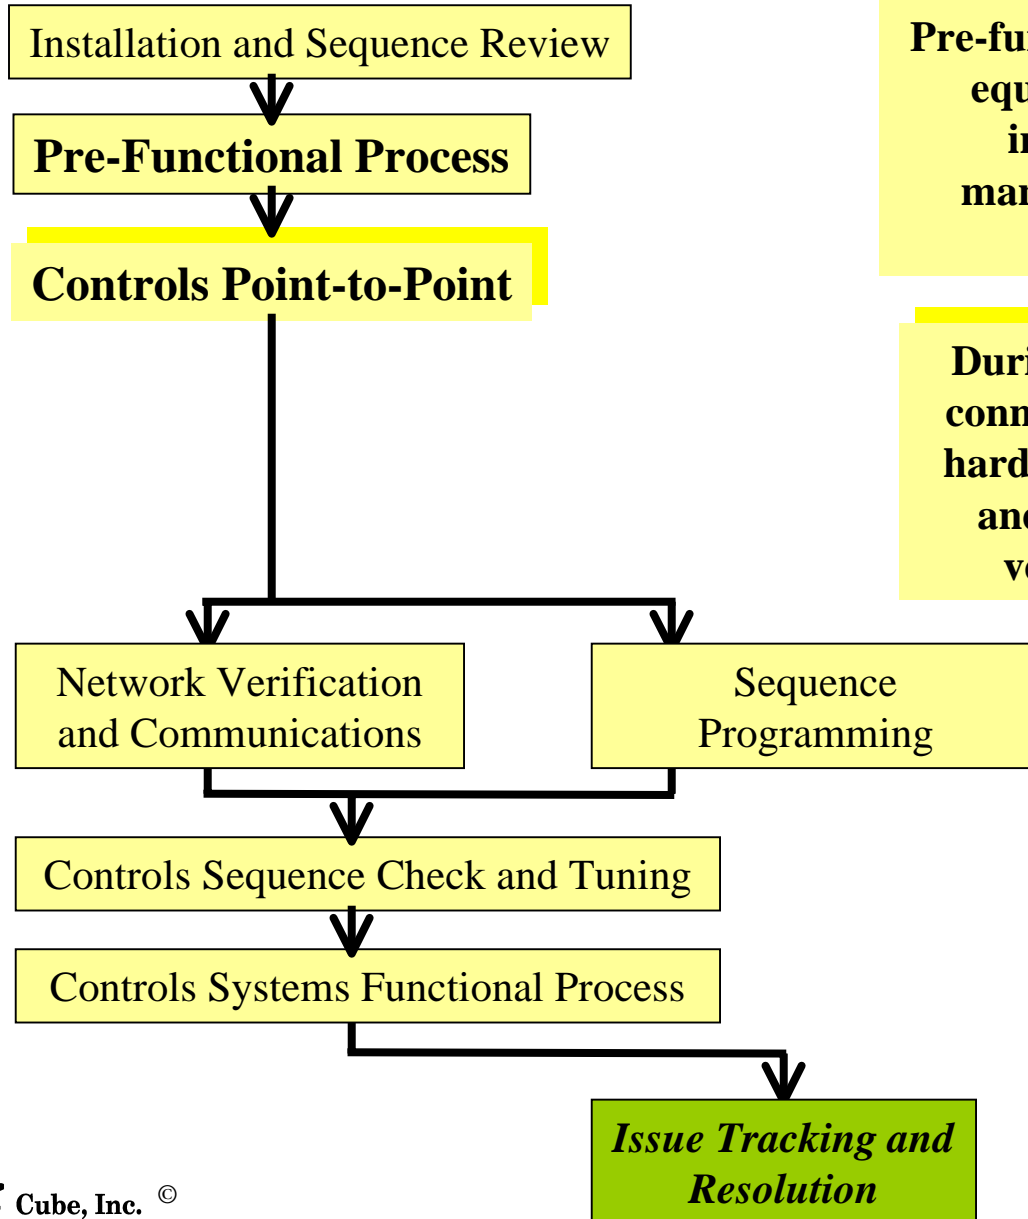 Installation and Sequence Review
Pre-Functional Process
Controls Point-to-Point
Network Verification
and Communications
Sequence
Programming
Controls Sequence Check and Tuning
Controls Systems Functional Process
Issue Tracking and
Resolution
Cube, Inc. ©
and